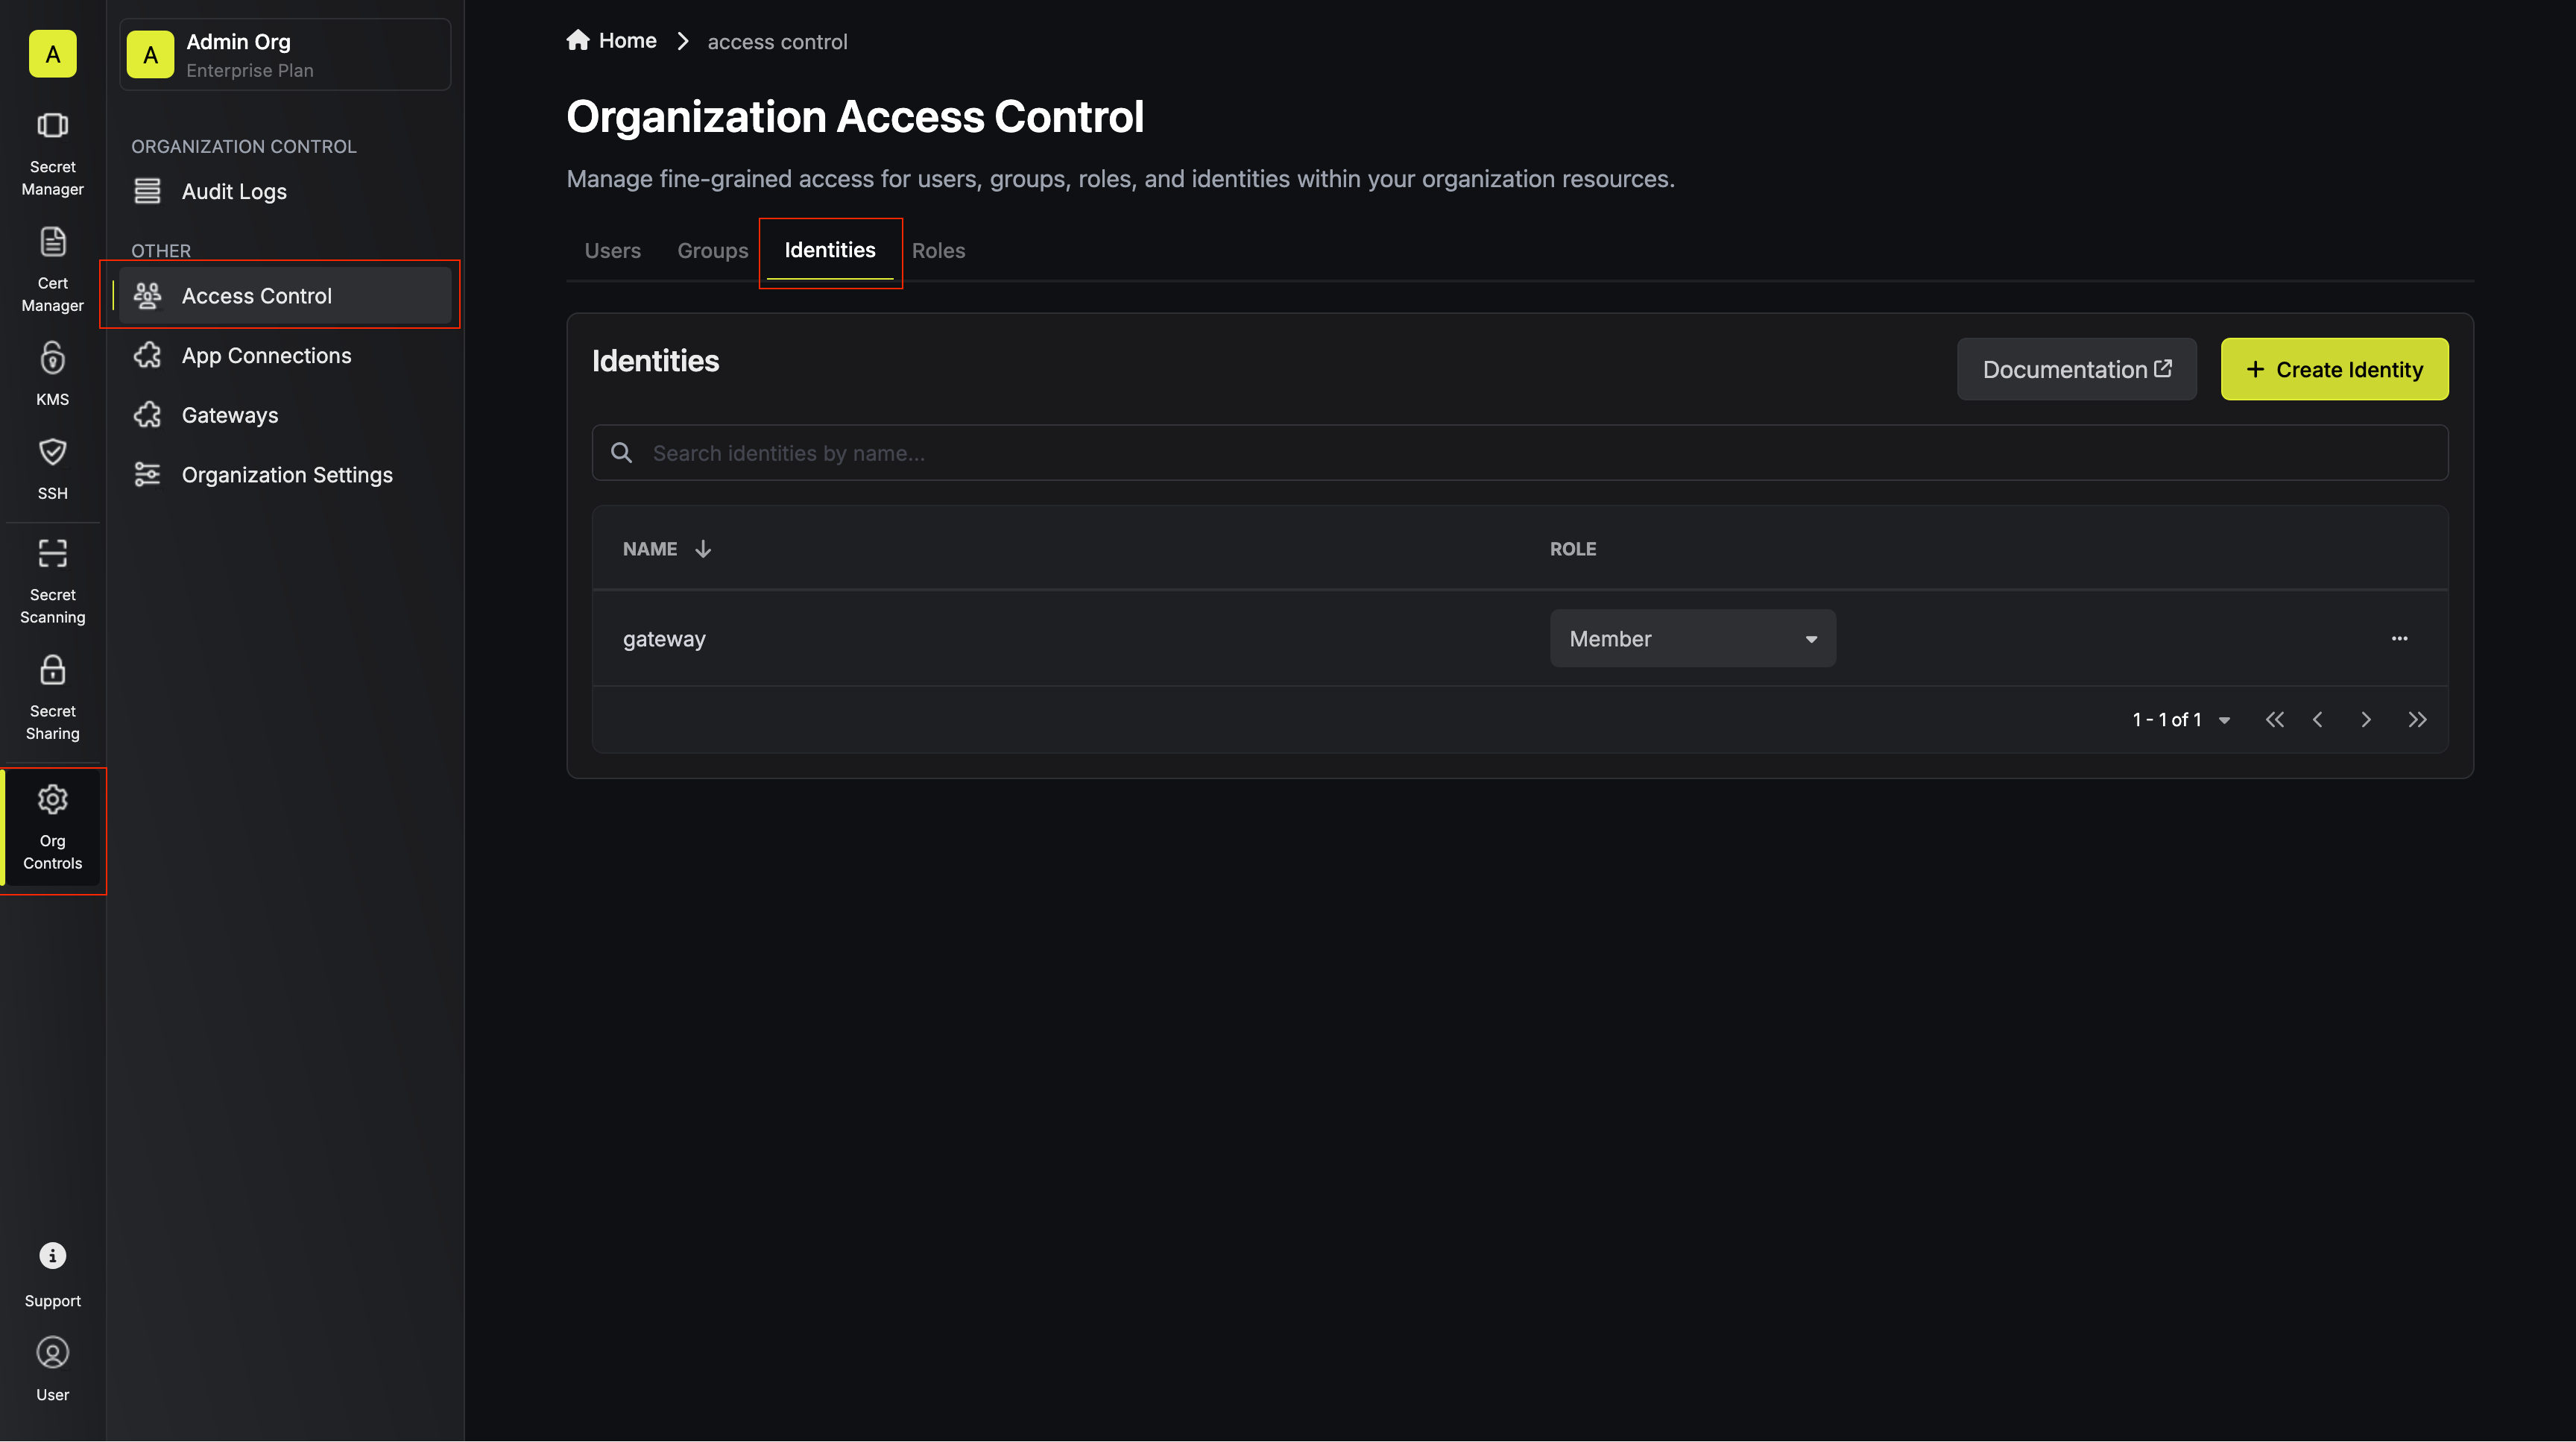 A
Secret
Manager
Cert
Manager
KMS
SSH
Secret
Scanning
Secret
Sharing
Org
Controls
Support
User
A
Admin Org
Enterprise Plan
ORGANIZATION CONTROL
Audit Logs
OTHER
Access Control
App Connections
Gateways
Organization Settings
Home access control
Organization Access Control
Manage fine-grained access for users, groups, roles, and identities within your organization resources.
Users Groups Identities Roles
Identities
Documentation
+ Create Identity
Search identities by name...
NAME ROLE
gateway Member
1 - 1 of 1